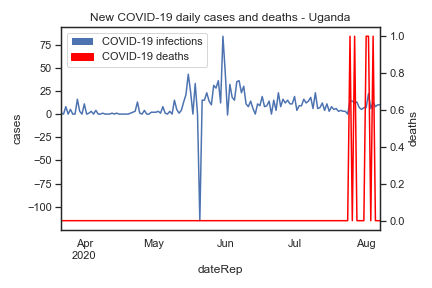 New COVID-19 daily cases and deaths - Uganda
COVID-19 infections
COVID-19 deaths
75
50
25
0
−25
−50
−75
−100
cases
1.0
0.8
0.6
0.4
0.2
0.0
deaths
Apr
2020
May
Jun
Jul
Aug
dateRep